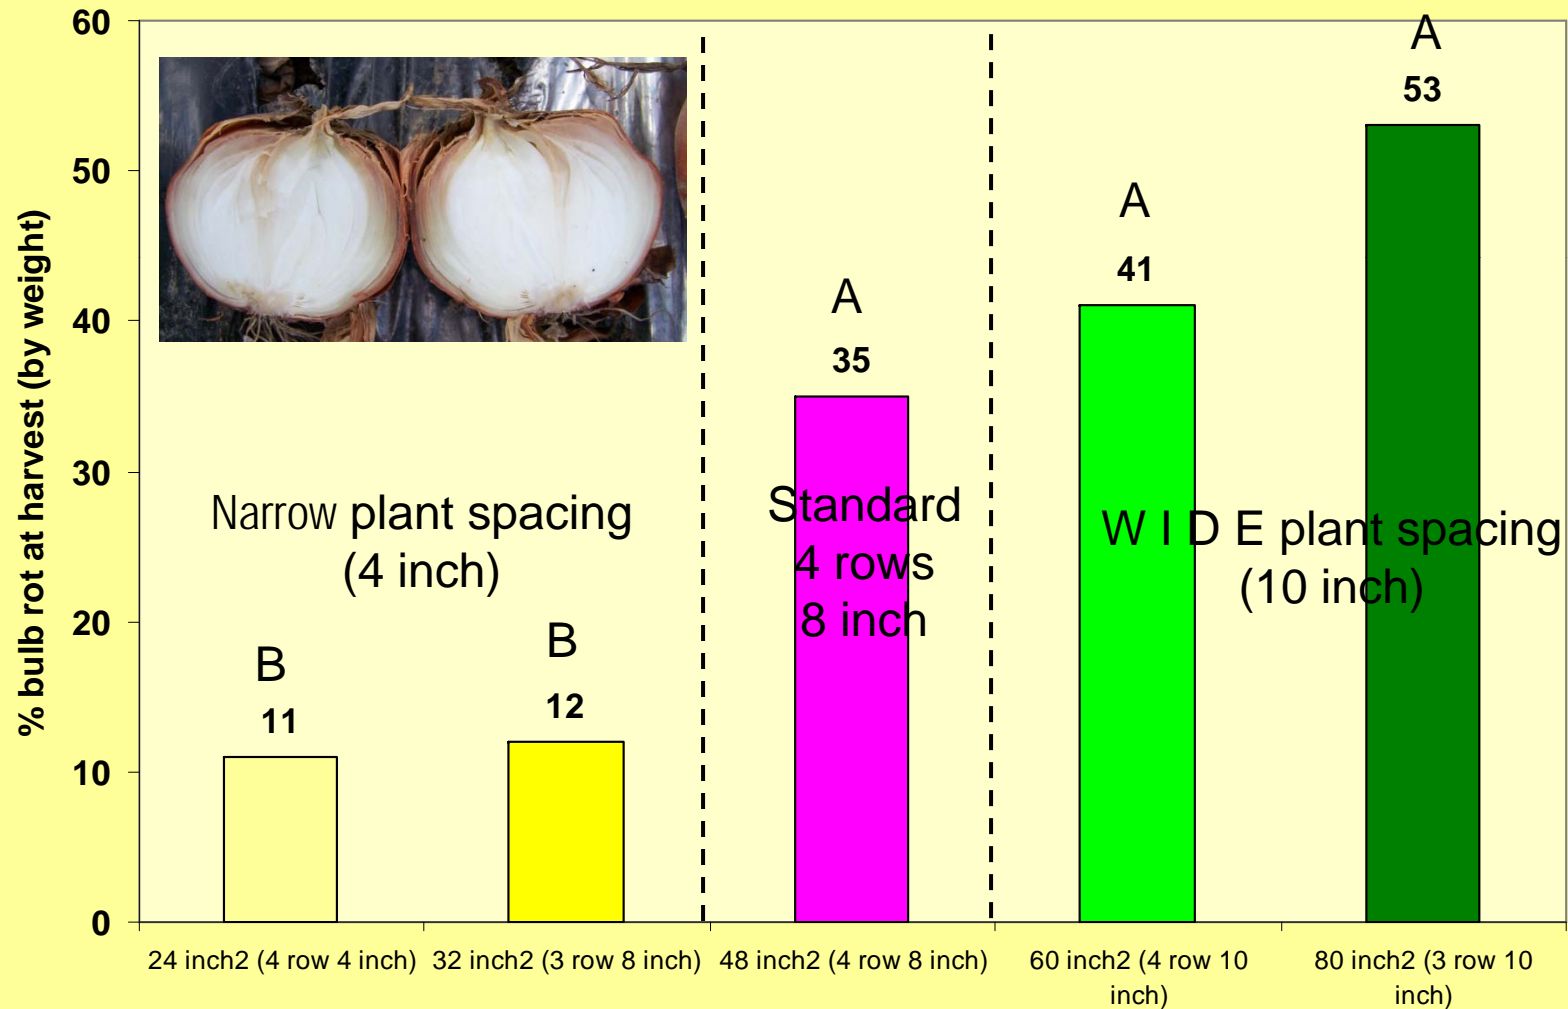 % bulb rot at harvest (by weight)
60
50
40
30
20
10
0
Narrow plant spacing
(4 inch)
Standard
4 rows
8 inch
W I D E plant spacing
(10 inch)
B
11
B
12
A
35
A
41
A
53
24 inch2 (4 row 4 inch)
32 inch2 (3 row 8 inch)
48 inch2 (4 row 8 inch)
60 inch2 (4 row 10
inch)
80 inch2 (3 row 10
inch)